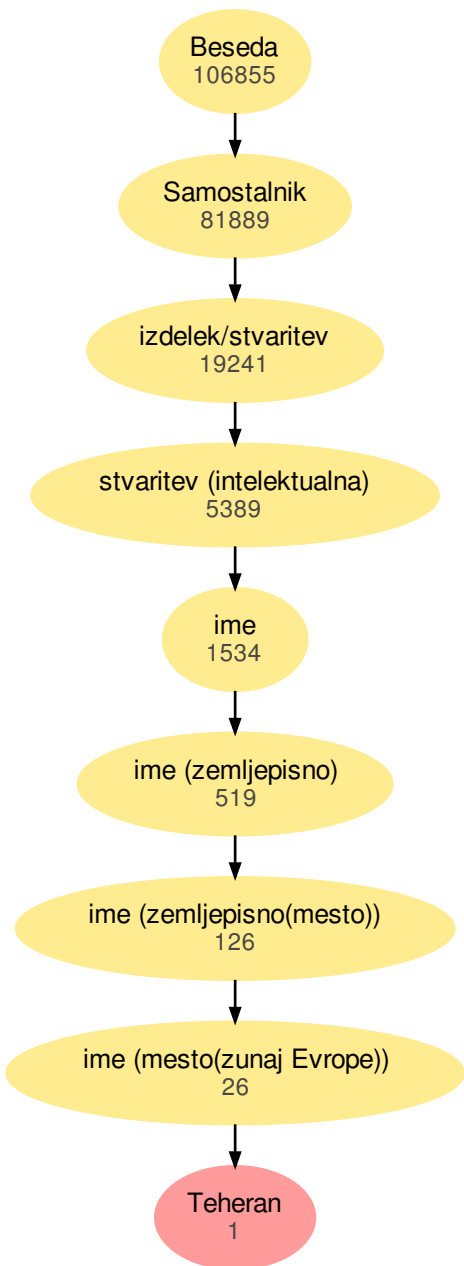 Beseda
106855
Samostalnik
81889
izdelek/stvaritev
19241
stvaritev (intelektualna)
5389
ime
1534
ime (zemljepisno)
519
ime (zemljepisno(mesto))
126
ime (mesto(zunaj Evrope))
26
Teheran
1